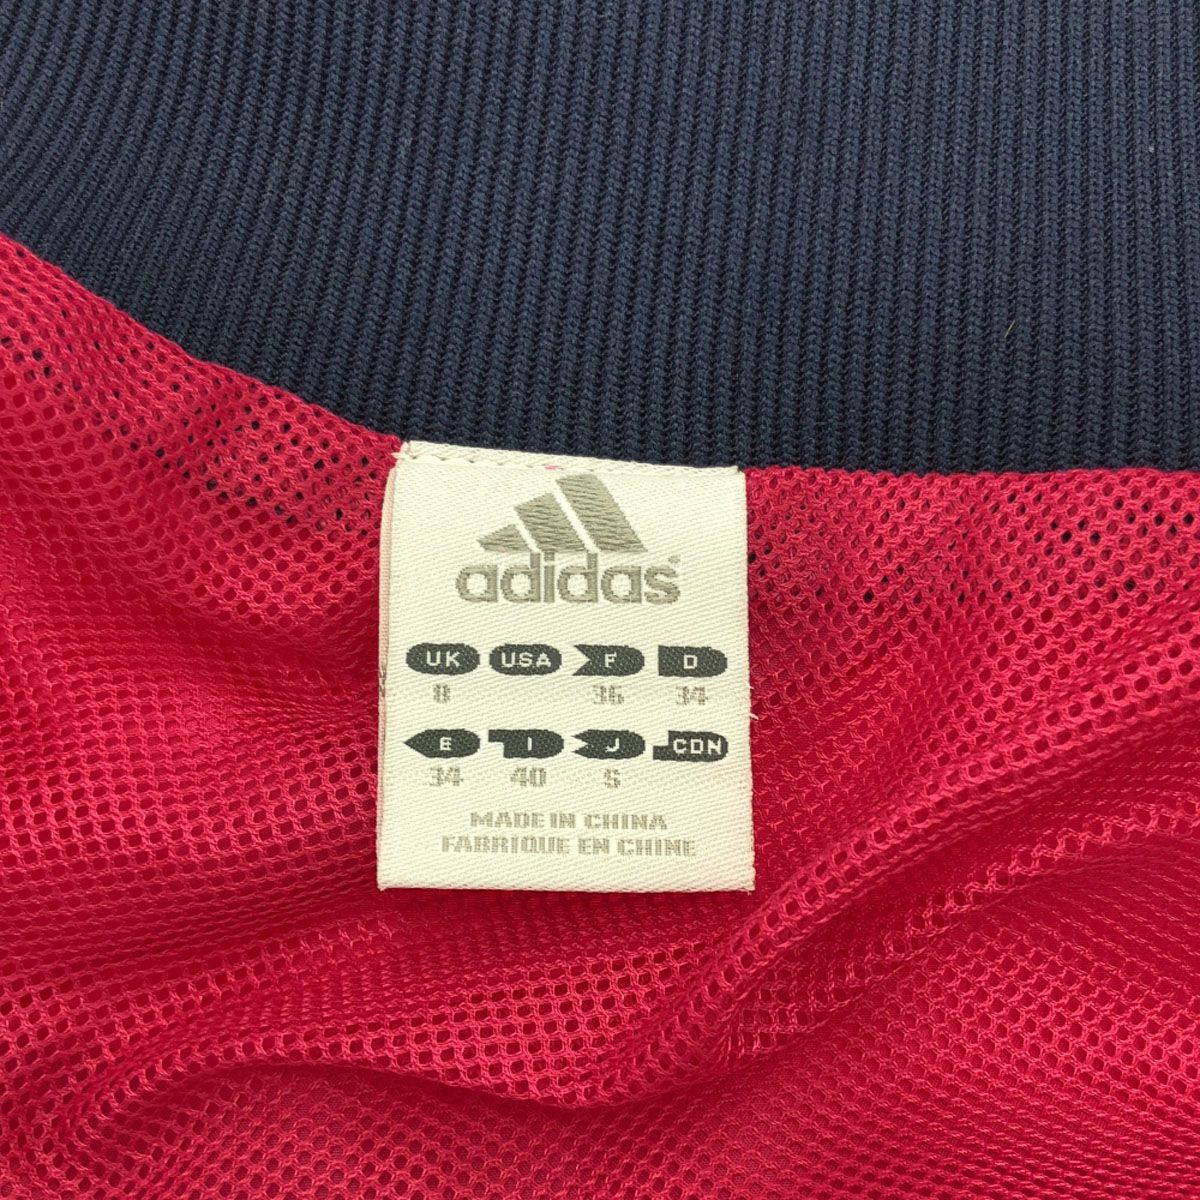 adidas
UK USA F D
8 36 34
E I J CDN
34 40 S
MADE IN CHINA
FABRIQUE EN CHINE